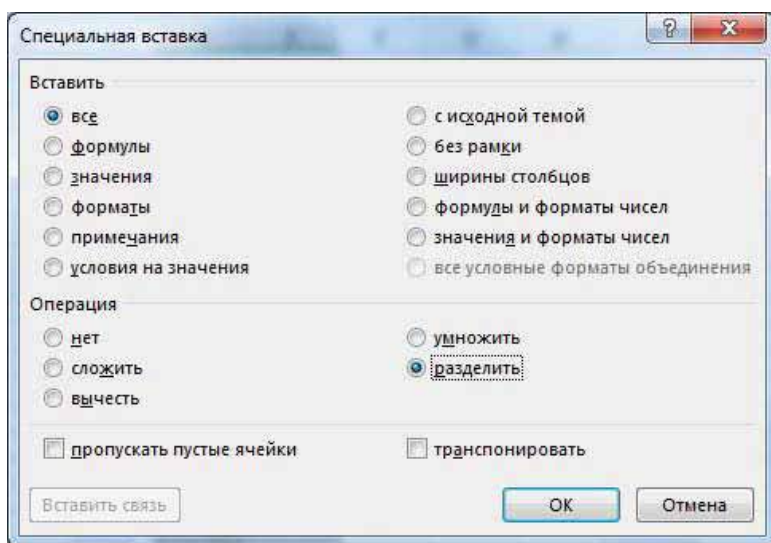 Специальная вставка
Вставить
все
формулы
значения
форматы
примечания
условия на значения
с исходной темой
без рамки
ширины столбцов
формулы и форматы чисел
значения и форматы чисел
все условные форматы объединения
Операция
нет
сложить
вычесть
умножить
разделить
пропускать пустые ячейки
транспонировать
Вставить связь
ОК
Отмена